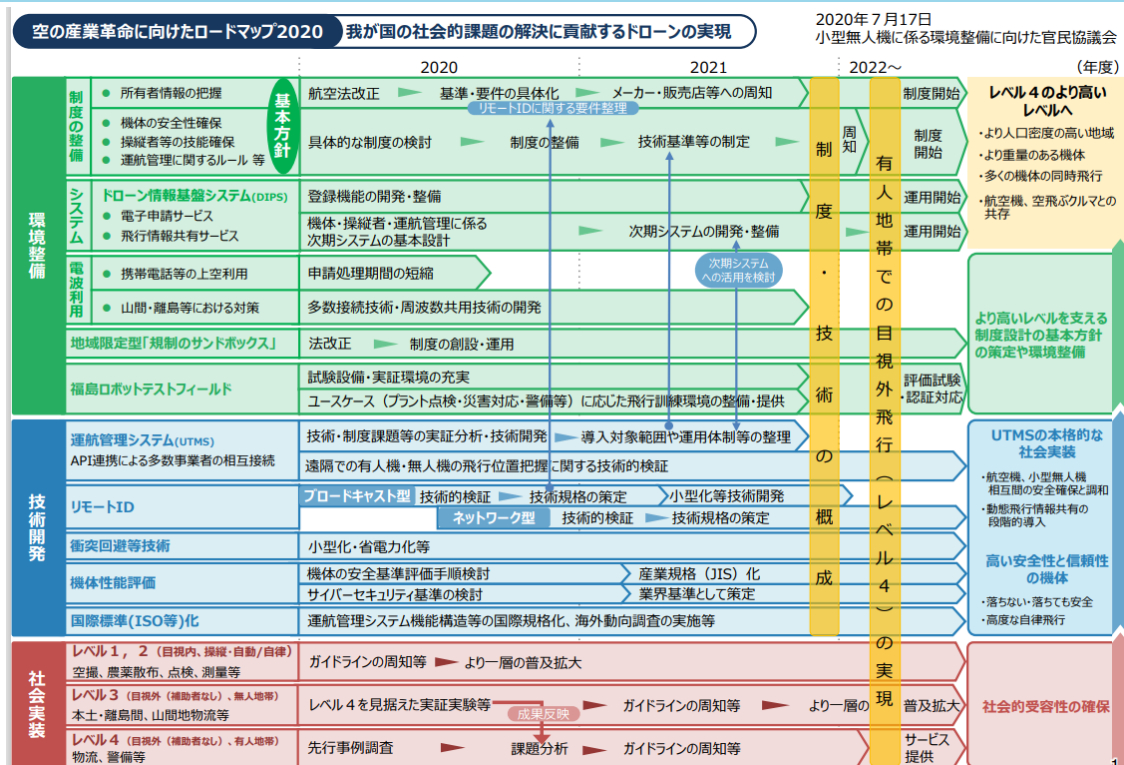 空の産業革命に向けたロードマップ2020
我が国の社会的課題の解決に貢献するドローンの実現
2020年7月17日
小型無人機に係る環境整備に向けた官民協議会
2020
2021
2022～
(年度)
環境整備
制度の整備
● 所有者情報の把握
● 機体の安全性確保
● 操縦者等の技能確保
● 運航管理に関するルール 等
基本方針
航空法改正
基準・要件の具体化
メーカー・販売店等への周知
制度開始
リモートIDに関する要件整理
具体的な制度の検討
制度の整備
技術基準等の制定
周知
制度
開始
システム
ドローン情報基盤システム(DIPS)
● 電子申請サービス
● 飛行情報共有サービス
登録機能の開発・整備
運用開始
機体・操縦者・運航管理に係る
次期システムの基本設計
次期システムの開発・整備
運用開始
次期システム
への活用を検討
電波利用
● 携帯電話等の上空利用
申請処理期間の短縮
● 山間・離島等における対策
多数接続技術・周波数共用技術の開発
地域限定型「規制のサンドボックス」
法改正
制度の創設・運用
福島ロボットテストフィールド
試験設備・実証環境の充実
ユースケース（プラント点検・災害対応・警備等）に応じた飛行訓練環境の整備・提供
評価試験
・認証対応
制度・技術の概成
有人地帯での目視外飛行（レベル4）の実現
レベル４のより高い
レベルへ
・より人口密度の高い地域
・より重量のある機体
・多くの機体の同時飛行
・航空機、空飛ぶクルマとの
共存
より高いレベルを支える
制度設計の基本方針
の策定や環境整備
技術開発
運航管理システム(UTMS)
API連携による多数事業者の相互接続
技術・制度課題等の実証分析・技術開発
導入対象範囲や運用体制等の整理
遠隔での有人機・無人機の飛行位置把握に関する技術的検証
リモートID
ブロードキャスト型
技術的検証
技術規格の策定
小型化等技術開発
ネットワーク型
技術的検証
技術規格の策定
衝突回避等技術
小型化・省電力化等
機体性能評価
機体の安全基準評価手順検討
産業規格（JIS）化
サイバーセキュリティ基準の検討
業界基準として策定
国際標準(ISO等)化
運航管理システム機能構造等の国際規格化、海外動向調査の実施等
UTMSの本格的な
社会実装
・航空機、小型無人機
相互間の安全確保と調和
・動態飛行情報共有の
段階的導入
高い安全性と信頼性
の機体
・落ちない・落ちても安全
・高度な自律飛行
社会実装
レベル１，２（目視内、操縦・自動/自律）
空撮、農薬散布、点検、測量等
ガイドラインの周知等
より一層の普及拡大
レベル３（目視外（補助者なし）、無人地帯）
本土・離島間、山間地物流等
レベル４を見据えた実証実験等
ガイドラインの周知等
より一層の
普及拡大
成果反映
レベル４（目視外（補助者なし）、有人地帯）
物流、警備等
先行事例調査
課題分析
ガイドラインの周知等
サービス
提供
社会的受容性の確保
1